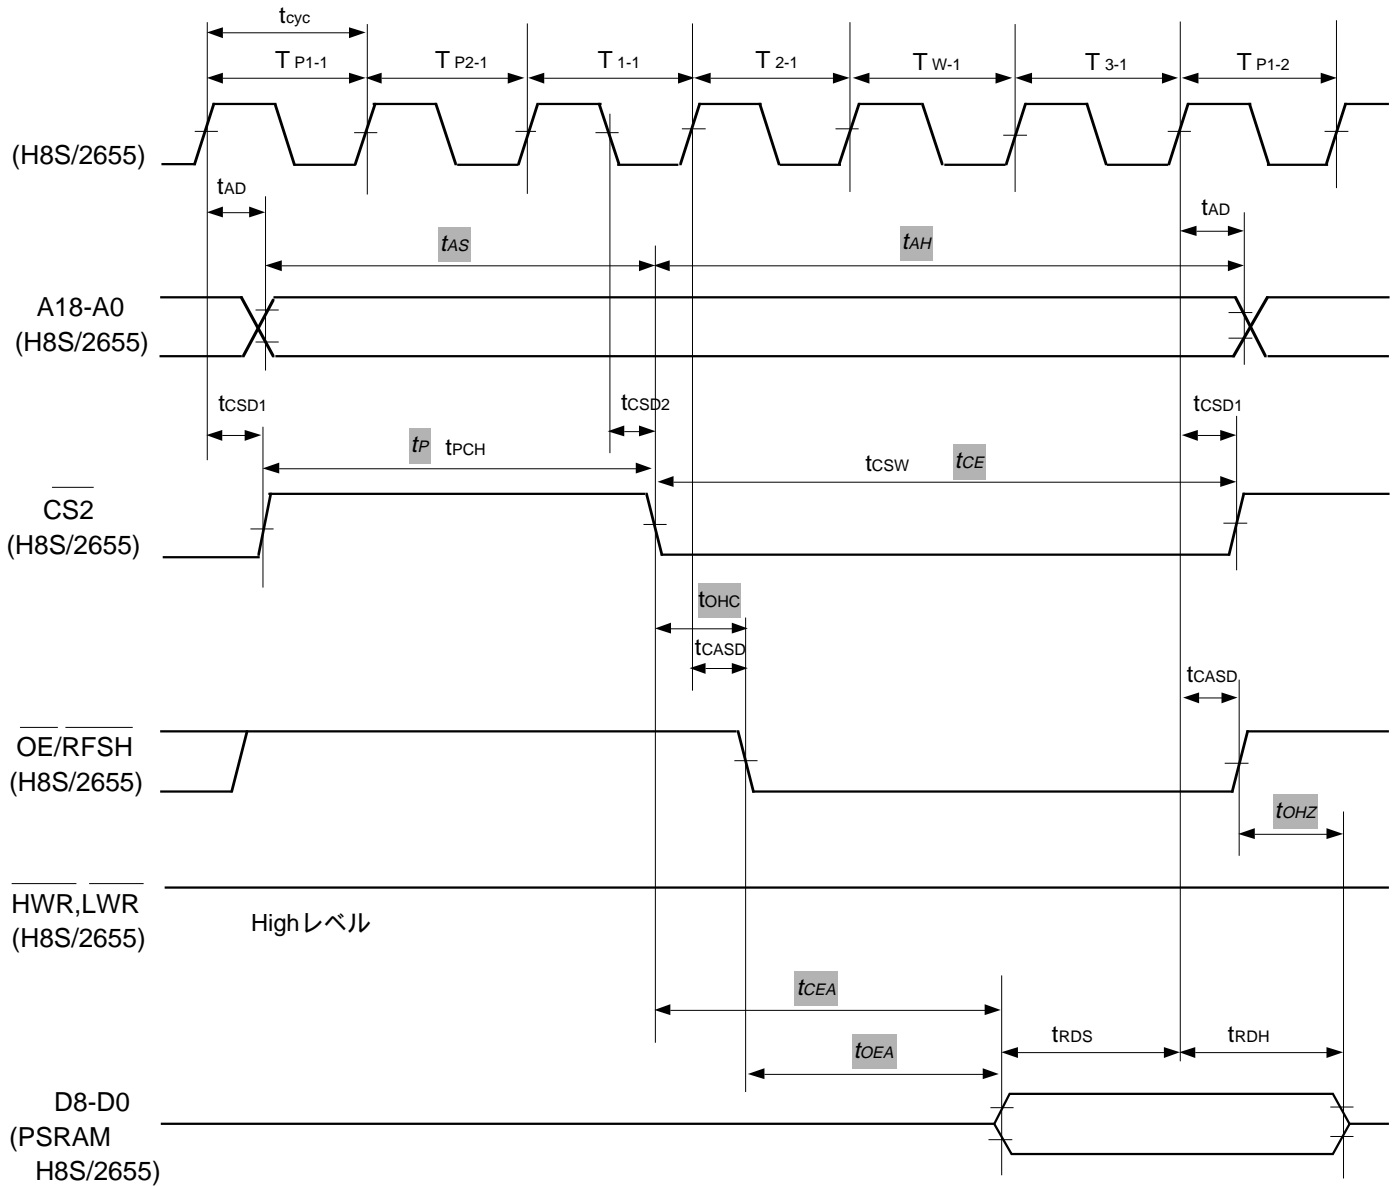 tcyc
T P1-1 T P2-1 T 1-1 T 2-1 T W-1 T 3-1 T P1-2
(H8S/2655)
tAD tAD
tAS tAH
A18-A0
(H8S/2655)
tCSD1 tCSD2 tCSD1
tP tPCH tCSW tCE
CS2
(H8S/2655)
tOHC
tCASD
tCASD
OE/RFSH
(H8S/2655)
tOHZ
HWR,LWR
(H8S/2655)
Highレベル
tCEA
tRDS tRDH
tOEA
D8-D0
(PSRAM
H8S/2655)